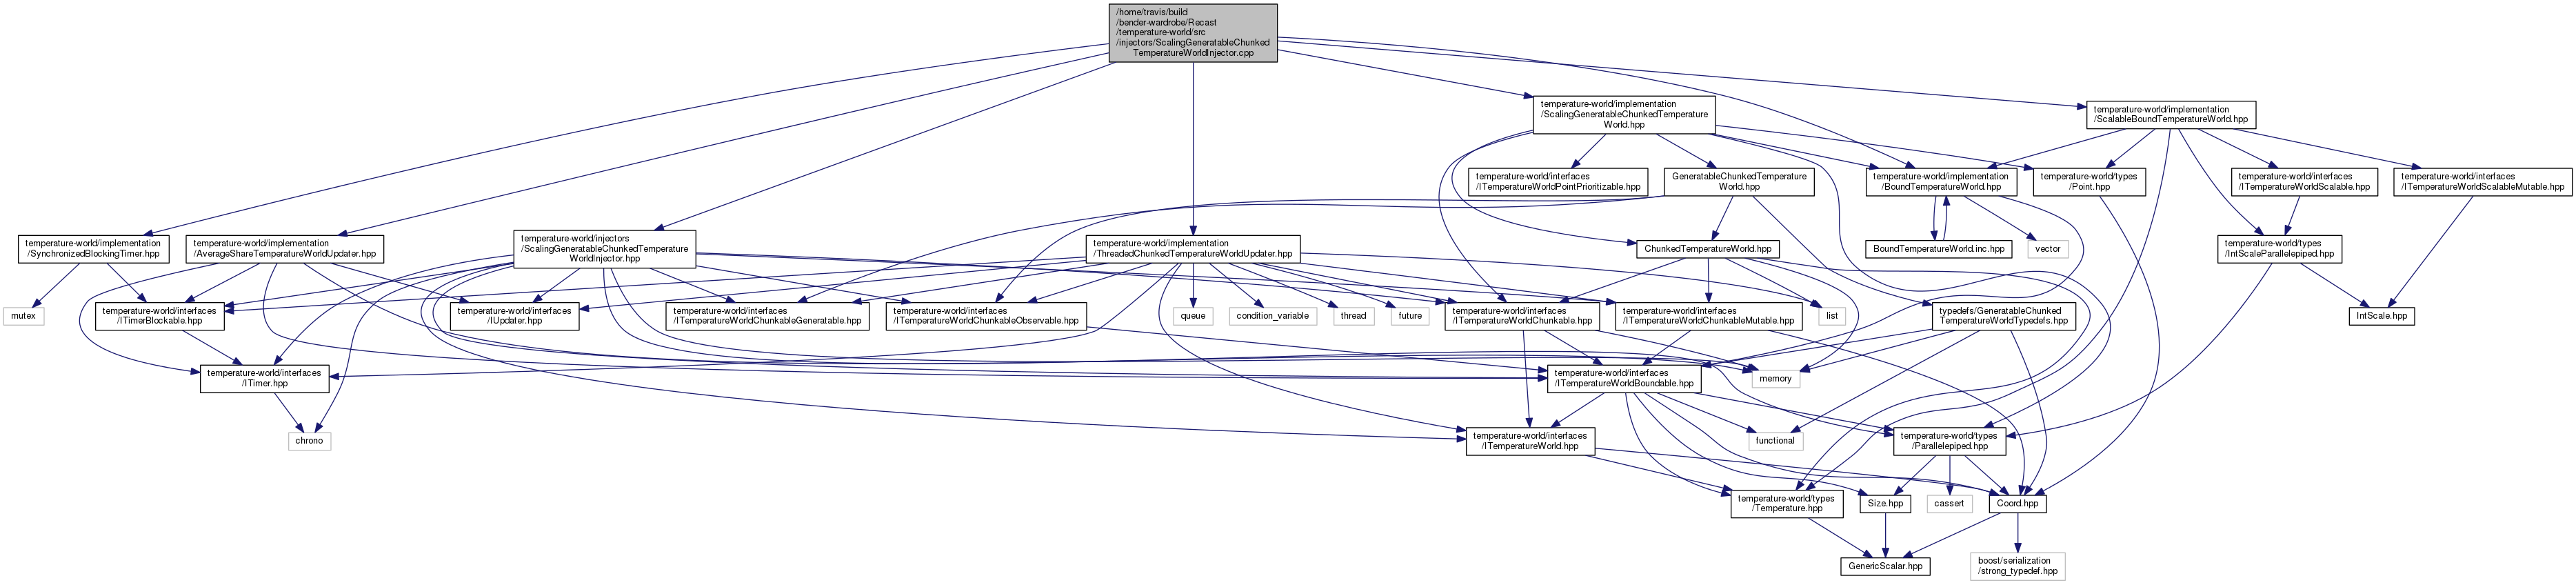 /home/travis/build
/bender-wardrobe/Recast
/temperature-world/src
/injectors/ScalingGeneratableChunked
TemperatureWorldInjector.cpp
temperature-world/implementation
/ScalingGeneratableChunkedTemperature
World.hpp
temperature-world/implementation
/ScalableBoundTemperatureWorld.hpp
temperature-world/interfaces
/ITemperatureWorldPointPrioritizable.hpp
GeneratableChunkedTemperature
World.hpp
temperature-world/implementation
/BoundTemperatureWorld.hpp
temperature-world/types
/Point.hpp
temperature-world/interfaces
/ITemperatureWorldScalable.hpp
temperature-world/interfaces
/ITemperatureWorldScalableMutable.hpp
temperature-world/implementation
/SynchronizedBlockingTimer.hpp
temperature-world/implementation
/AverageShareTemperatureWorldUpdater.hpp
temperature-world/injectors
/ScalingGeneratableChunkedTemperature
WorldInjector.hpp
temperature-world/implementation
/ThreadedChunkedTemperatureWorldUpdater.hpp
ChunkedTemperatureWorld.hpp
BoundTemperatureWorld.inc.hpp
vector
temperature-world/types
/IntScaleParallelepiped.hpp
mutex
temperature-world/interfaces
/ITimerBlockable.hpp
temperature-world/interfaces
/IUpdater.hpp
temperature-world/interfaces
/ITemperatureWorldChunkableGeneratable.hpp
temperature-world/interfaces
/ITemperatureWorldChunkableObservable.hpp
queue
condition_variable
thread
future
temperature-world/interfaces
/ITemperatureWorldChunkable.hpp
temperature-world/interfaces
/ITemperatureWorldChunkableMutable.hpp
list
typedefs/GeneratableChunked
TemperatureWorldTypedefs.hpp
IntScale.hpp
temperature-world/interfaces
/ITimer.hpp
temperature-world/interfaces
/ITemperatureWorldBoundable.hpp
memory
chrono
temperature-world/interfaces
/ITemperatureWorld.hpp
functional
temperature-world/types
/Parallelepiped.hpp
temperature-world/types
/Temperature.hpp
Size.hpp
cassert
Coord.hpp
GenericScalar.hpp
boost/serialization
/strong_typedef.hpp